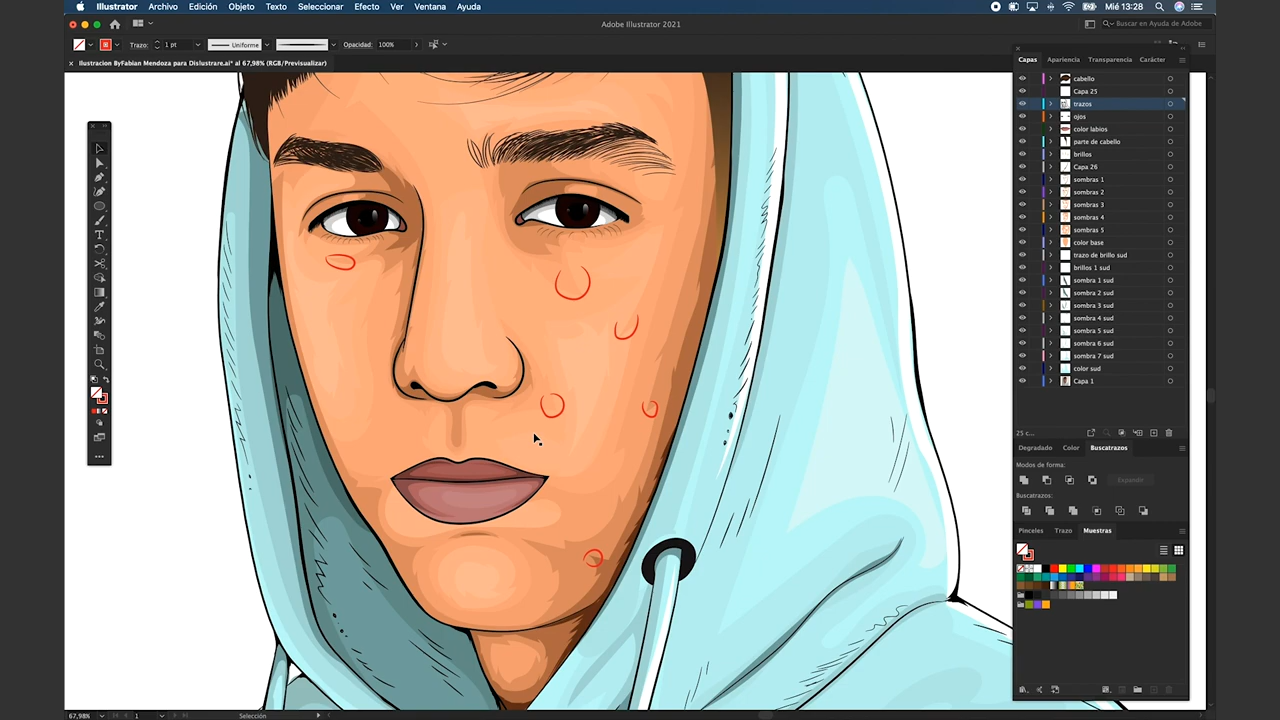 Illustrator Archivo Edición Objeto Texto Seleccionar Efecto Ver Ventana Ayuda Mié 13:28
Adobe Illustrator 2021 Buscar en Ayuda de Adobe
Trazo: 1 pt Uniforme Opacidad: 100%
Ilustracion ByFabian Mendoza para Dislustrare.ai* al 67,98% (RGB/Previsualizar)
Capas Apariencia Transparencia Carácter
cabello
Capa 25
trazos
ojos
color labios
parte de cabello
brillos
Capa 26
sombras 1
sombras 2
sombras 3
sombras 4
sombras 5
color base
trazo de brillo sud
brillos 1 sud
sombra 1 sud
sombra 2 sud
sombra 3 sud
sombra 4 sud
sombra 5 sud
sombra 6 sud
sombra 7 sud
color sud
Capa 1
25 c...
Degradado Color Buscatrazos
Modos de forma:
Expandir
Buscatrazos:
Pinceles Trazo Muestras
67,98% 1 Selección